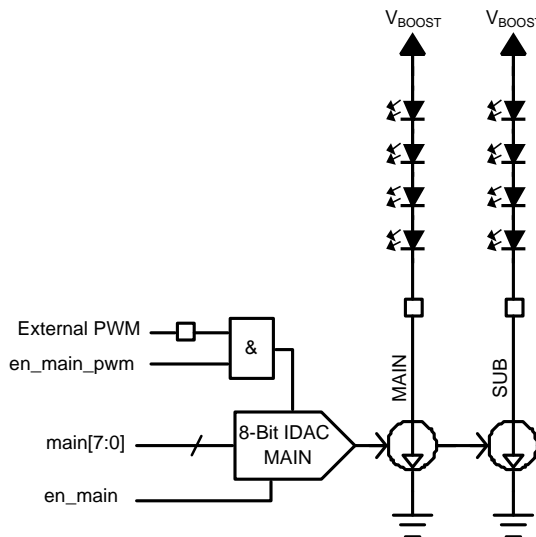 VBOOST VBOOST
External PWM
&
en_main_pwm
MAIN
SUB
main[7:0]
8-Bit IDAC
MAIN
en_main